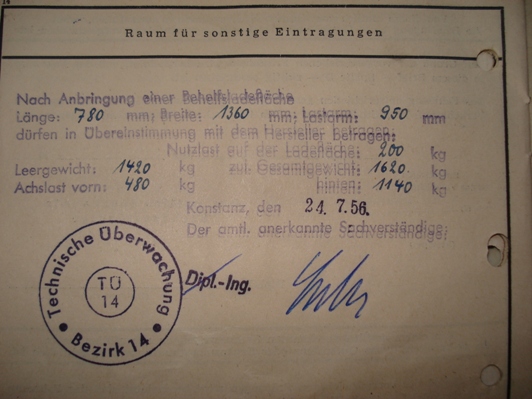 14
Raum für sonstige Eintragungen
Nach Anbringung einer Behelfsladefläche
Länge: 780 mm; Breite: 1360 mm; Lastarm: 950 mm
dürfen in Übereinstimmung mit dem Hersteller betragen:
Nutzlast auf der Ladefläche: 200 kg
Leergewicht: 1420 kg zul. Gesamtgewicht: 1620 kg
Achslast vorn: 480 kg hinten: 1140 kg
Konstanz, den 24.7.56.
Der amtl. anerkannte Sachverständige:
Dipl.-Ing.
Technische Überwachung
TÜ
14
Bezirk 14